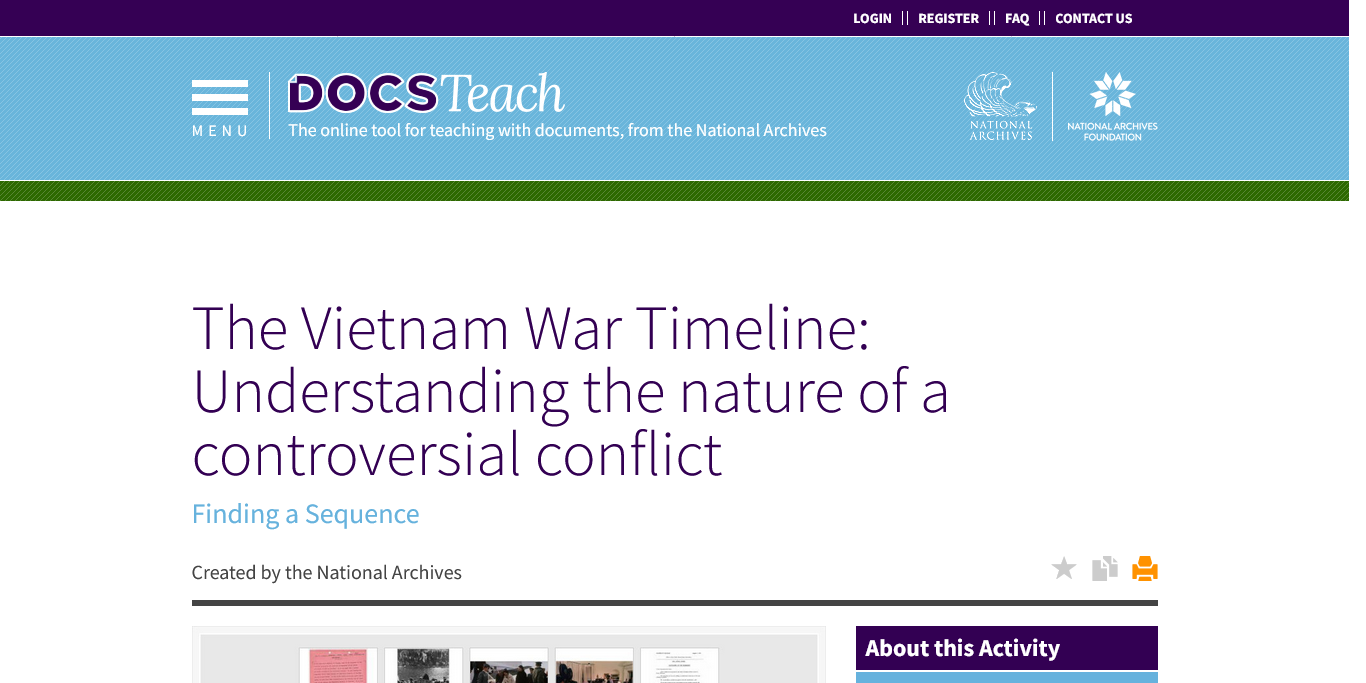 LOGIN || REGISTER || FAQ || CONTACT US
MENU
DOCSTeach
The online tool for teaching with documents, from the National Archives
NATIONAL
ARCHIVES
NATIONAL ARCHIVES
FOUNDATION
The Vietnam War Timeline:
Understanding the nature of a
controversial conflict
Finding a Sequence
Created by the National Archives
About this Activity